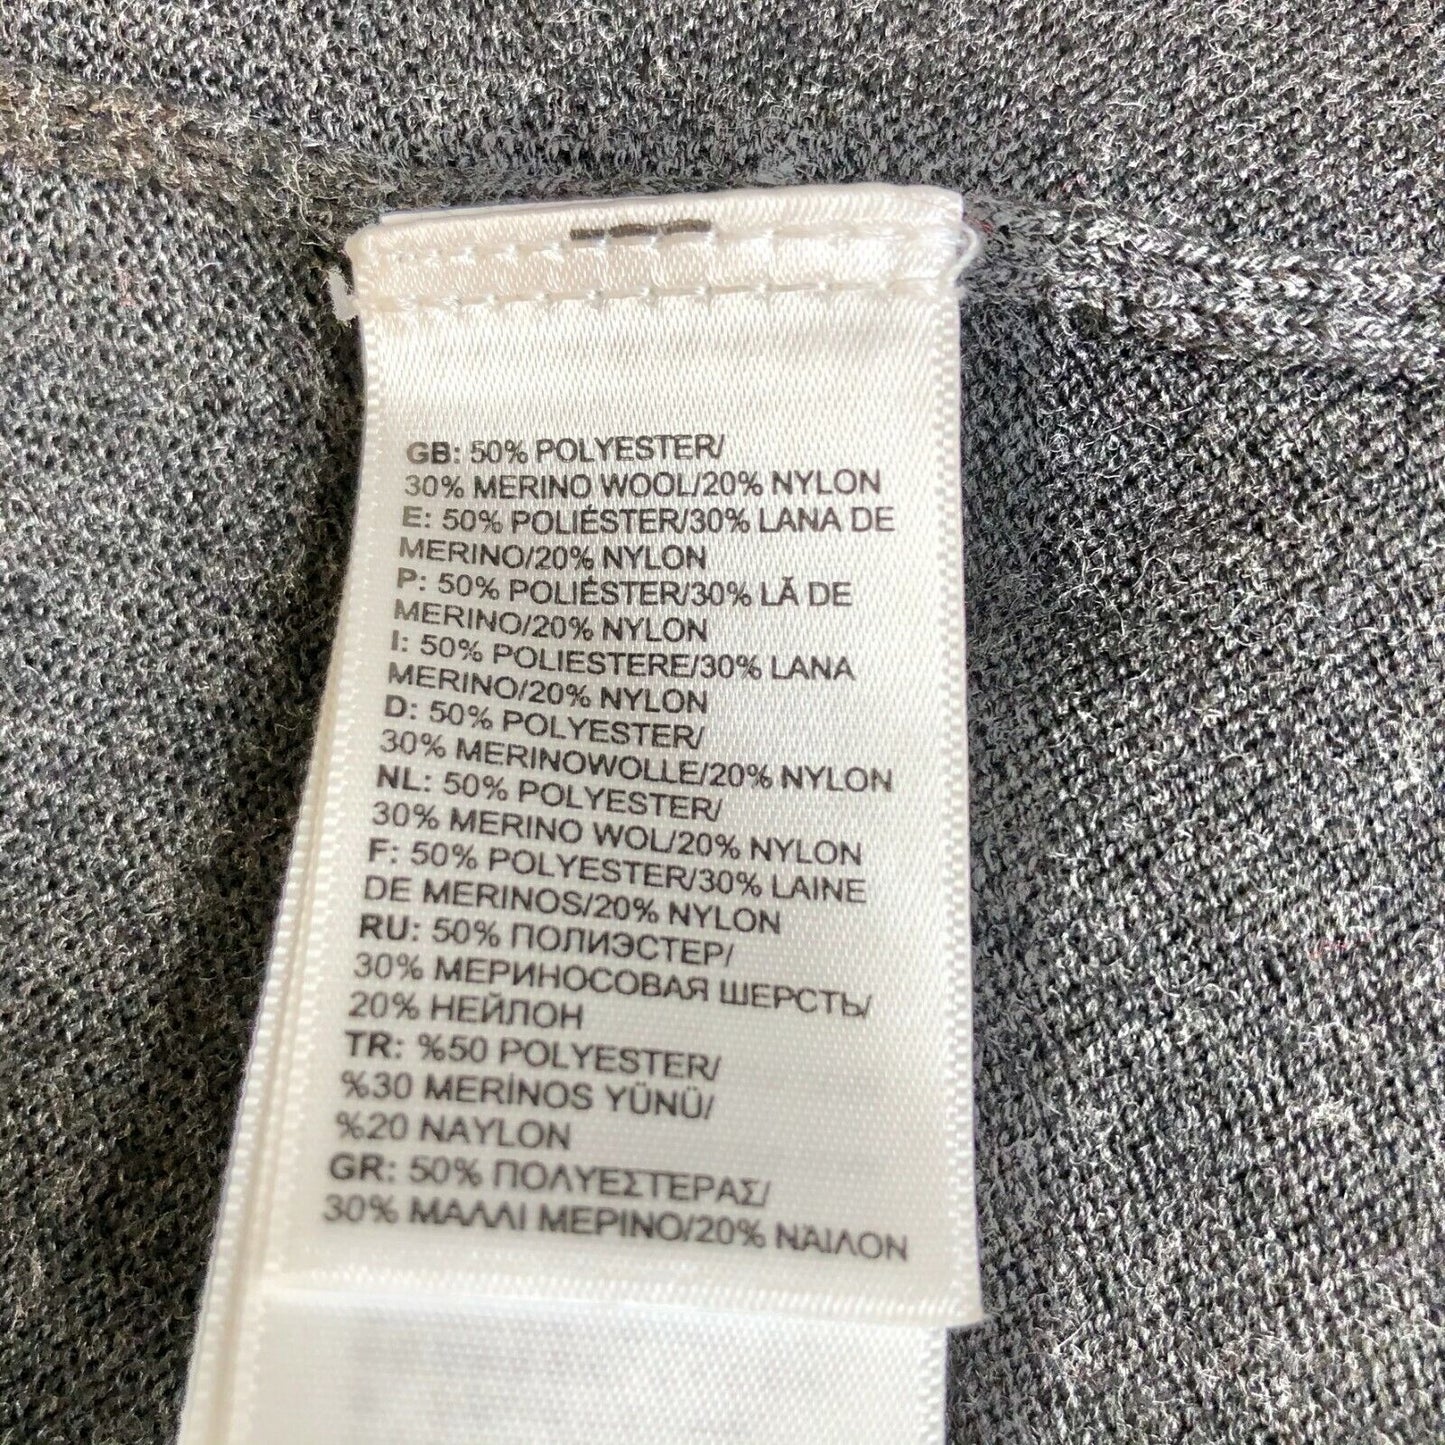 GB: 50% POLYESTER/
30% MERINO WOOL/20% NYLON
E: 50% POLIÉSTER/30% LANA DE
MERINO/20% NYLON
P: 50% POLIÉSTER/30% LÃ DE
MERINO/20% NYLON
I: 50% POLIESTERE/30% LANA
MERINO/20% NYLON
D: 50% POLYESTER/
30% MERINOWOLLE/20% NYLON
NL: 50% POLYESTER/
30% MERINO WOL/20% NYLON
F: 50% POLYESTER/30% LAINE
DE MERINOS/20% NYLON
RU: 50% ПОЛИЭСТЕР/
30% МЕРИНОСОВАЯ ШЕРСТЬ/
20% НЕЙЛОН
TR: %50 POLYESTER/
%30 MERİNOS YÜNÜ/
%20 NAYLON
GR: 50% ΠΟΛΥΕΣΤΕΡΑΣ/
30% ΜΑΛΛΙ ΜΕΡΙΝΟ/20% ΝΆΙΛΟΝ